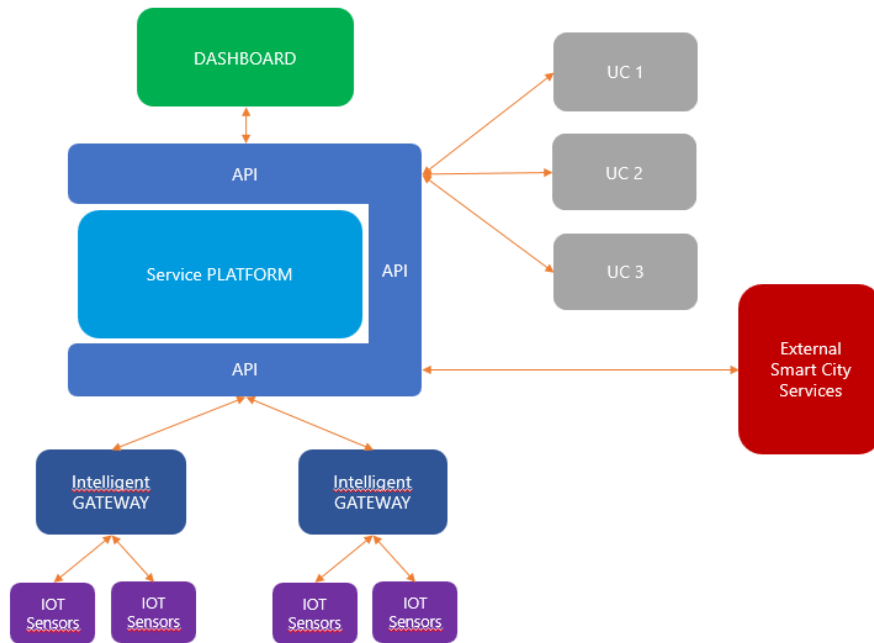 DASHBOARD
UC 1
API
UC 2
Service PLATFORM
API
UC 3
API
External
Smart City
Services
Intelligent
GATEWAY
Intelligent
GATEWAY
IOT
Sensors
IOT
Sensors
IOT
Sensors
IOT
Sensors